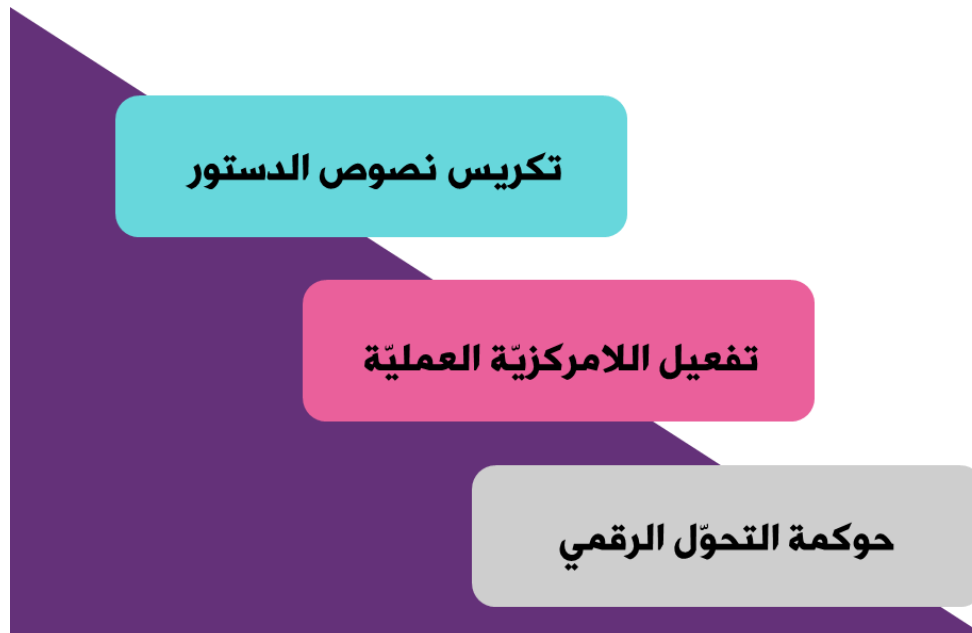 تكريس نصوص الدستور
تفعيل اللامركزيّة العمليّة
حوكمة التحوّل الرقمي